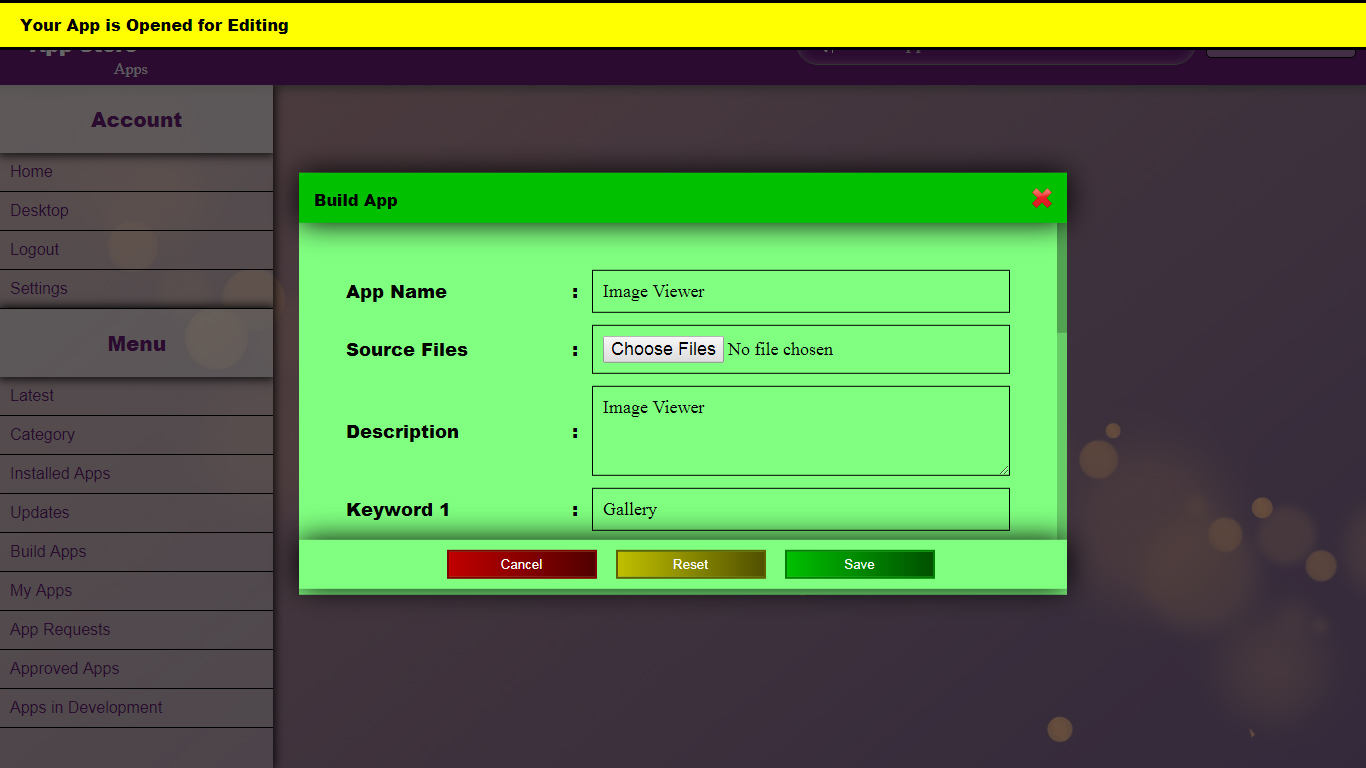 Your App is Opened for Editing
App Store
Apps
Account
Home
Desktop
Logout
Settings
Menu
Latest
Category
Installed Apps
Updates
Build Apps
My Apps
App Requests
Approved Apps
Apps in Development
Build App
App Name : Image Viewer
Source Files : Choose Files No file chosen
Description : Image Viewer
Keyword 1 : Gallery
Cancel Reset Save